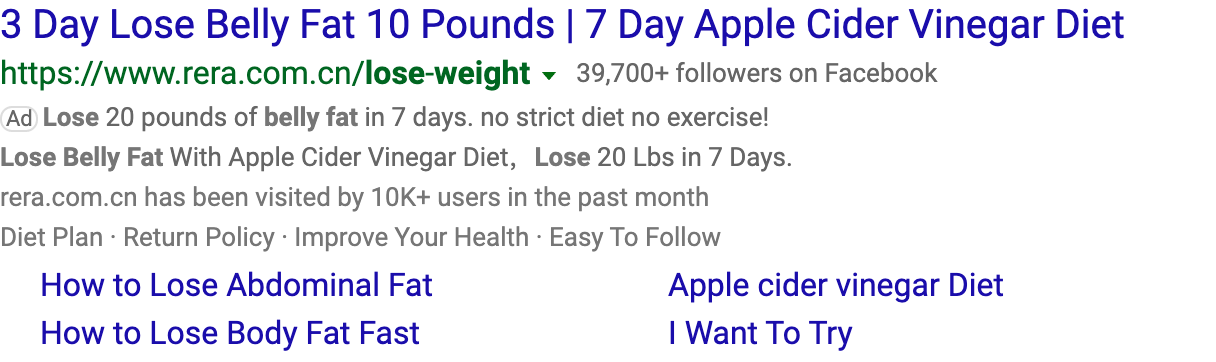 3 Day Lose Belly Fat 10 Pounds | 7 Day Apple Cider Vinegar Diet
https://www.rera.com.cn/lose-weight 39,700+ followers on Facebook
Ad Lose 20 pounds of belly fat in 7 days. no strict diet no exercise!
Lose Belly Fat With Apple Cider Vinegar Diet， Lose 20 Lbs in 7 Days.
rera.com.cn has been visited by 10K+ users in the past month
Diet Plan · Return Policy · Improve Your Health · Easy To Follow
How to Lose Abdominal Fat Apple cider vinegar Diet
How to Lose Body Fat Fast I Want To Try